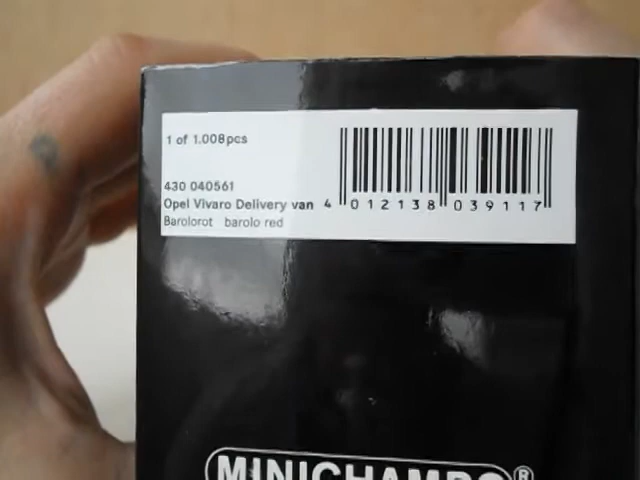 1 of 1.008pcs
430 040561
Opel Vivaro Delivery van
Barolorot barolo red
4 012138 039117
MINICHAMPS®